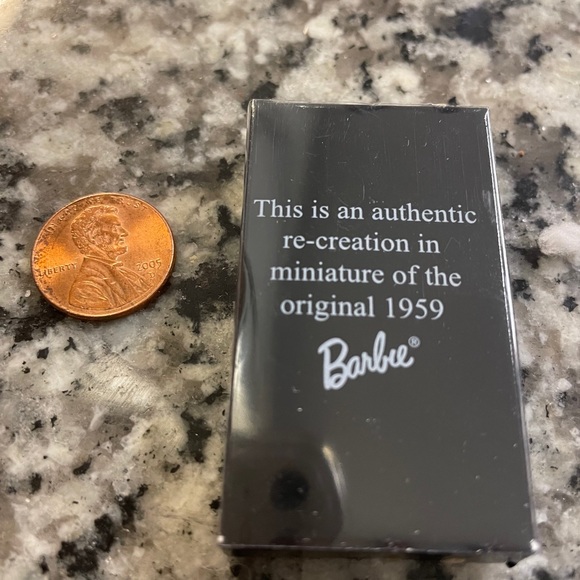 This is an authentic
re-creation in
miniature of the
original 1959
Barbie®
LIBERTY
2005